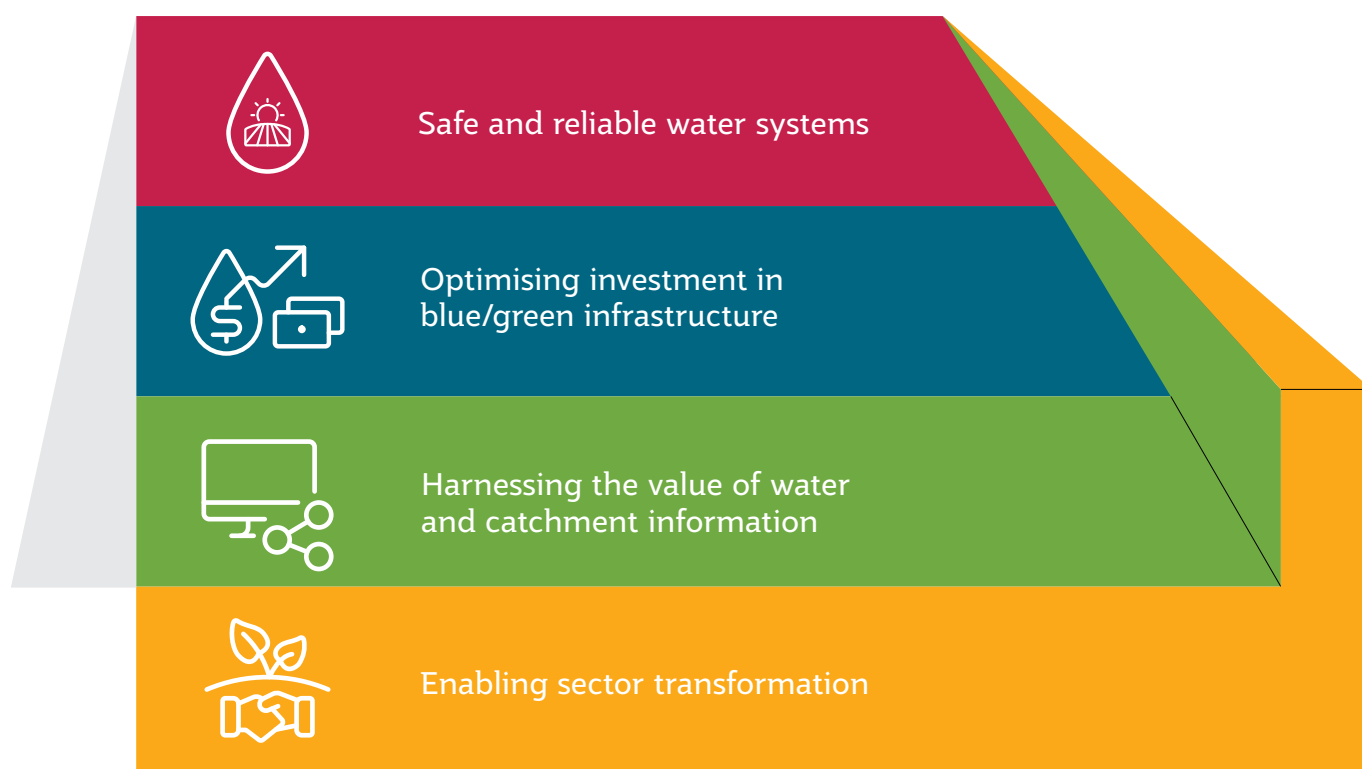 Safe and reliable water systems
Optimising investment in
blue/green infrastructure
Harnessing the value of water
and catchment information
Enabling sector transformation